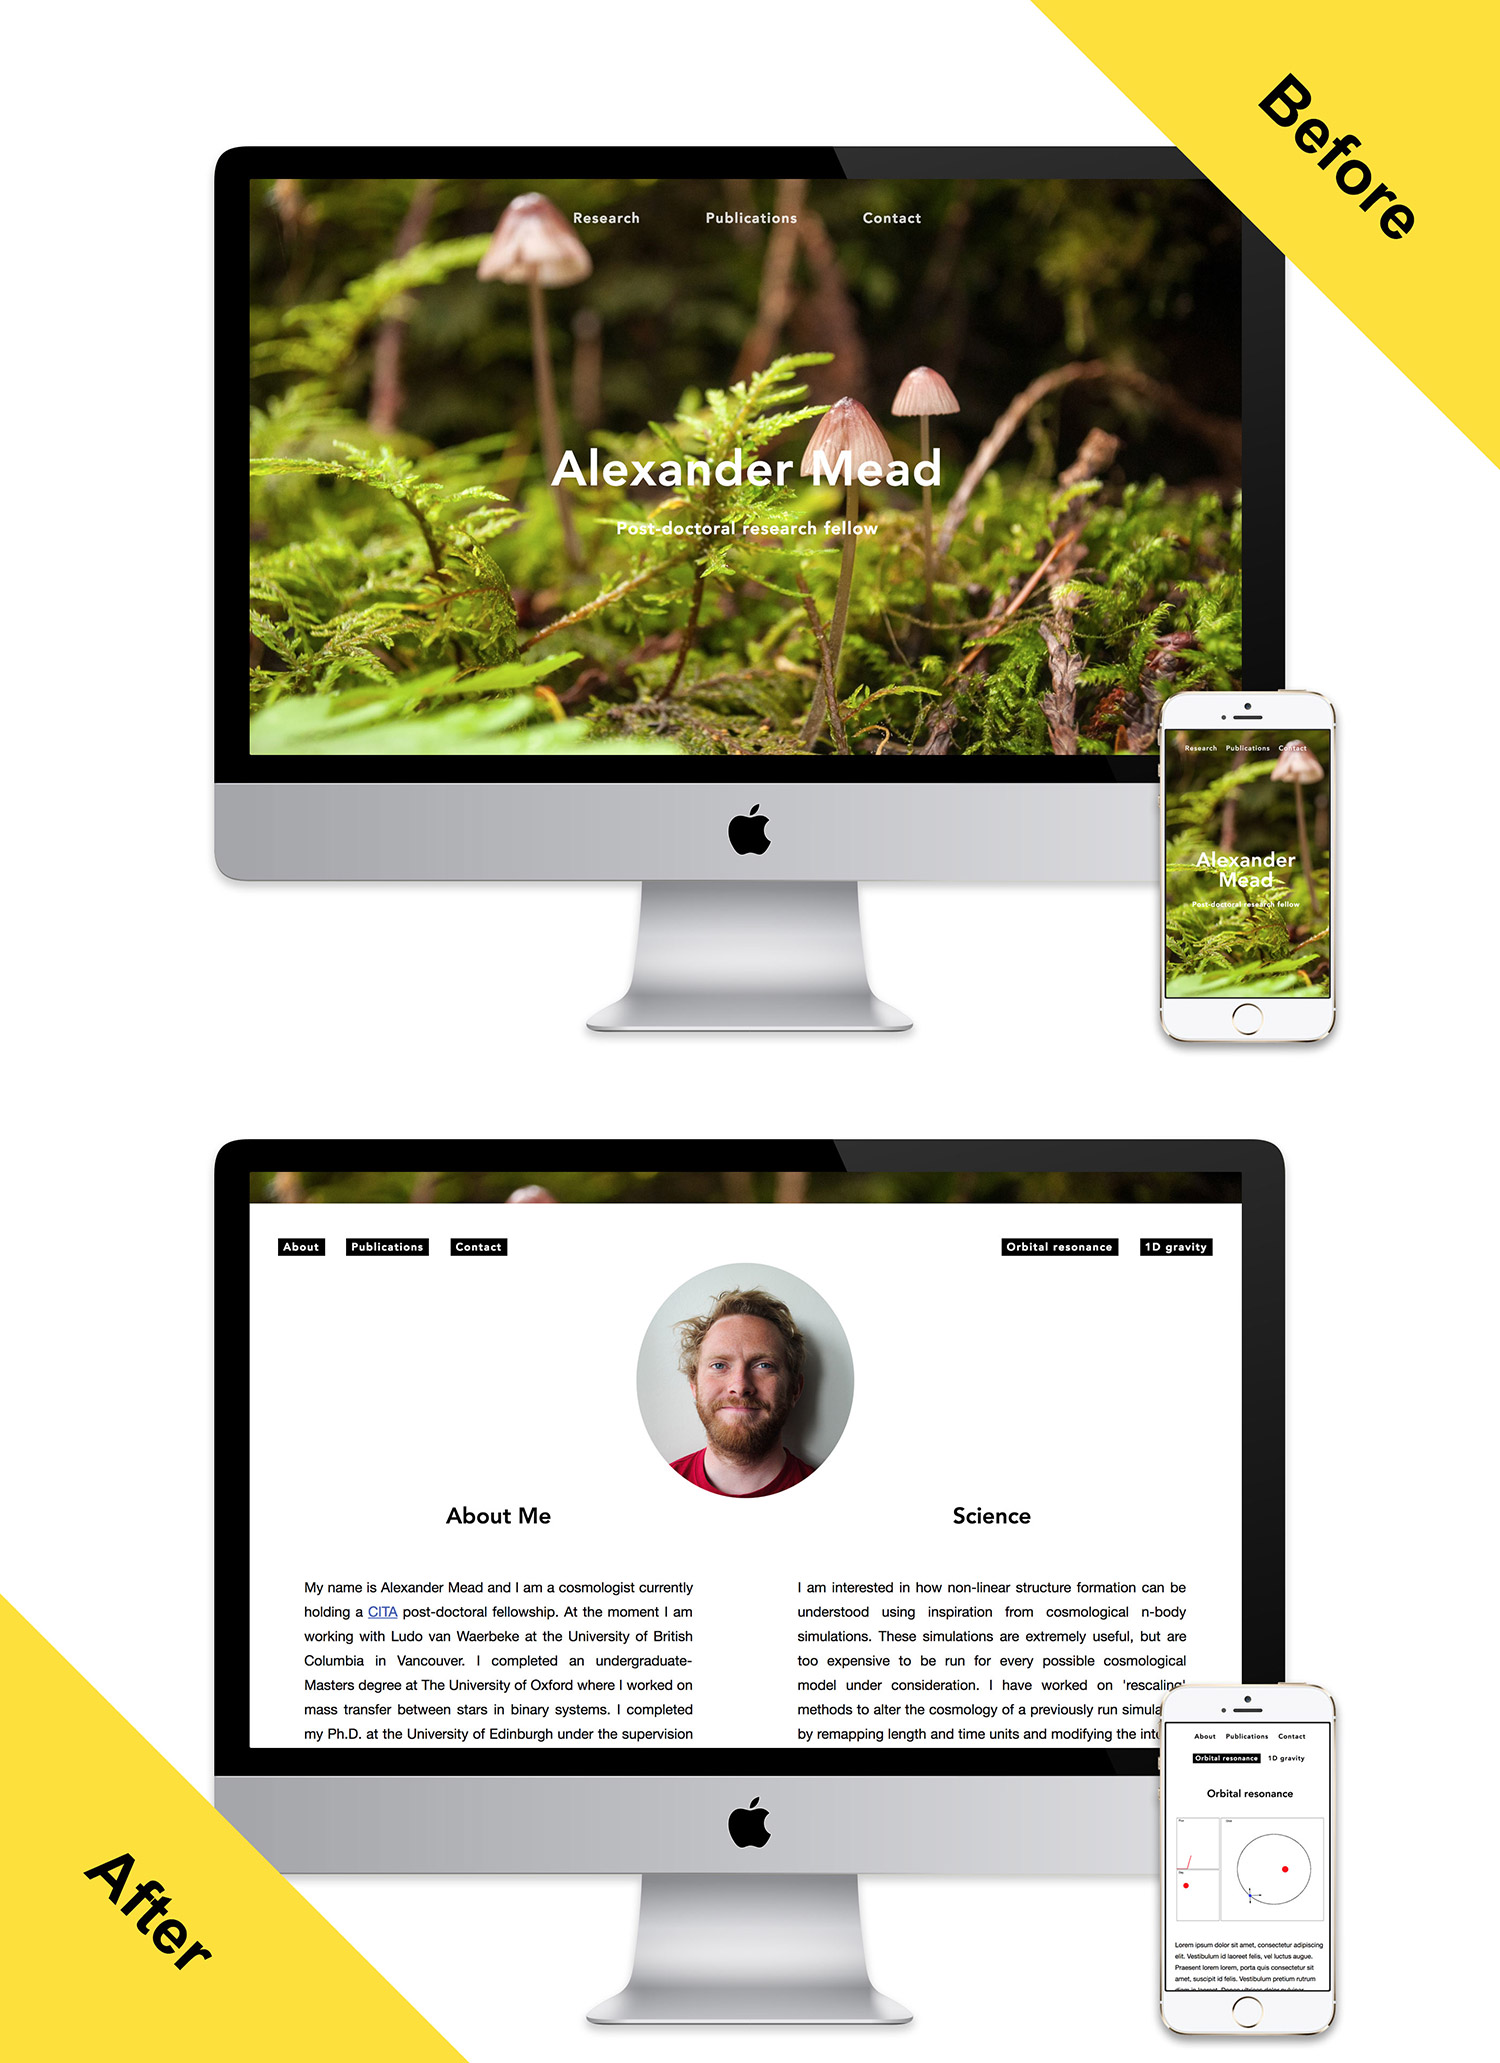 Before
Research Publications Contact
Alexander Mead
Post-doctoral research fellow
Research Publications Contact
Alexander
Mead
Post-doctoral research fellow
About Publications Contact Orbital resonance 1D gravity
About Me
My name is Alexander Mead and I am a cosmologist currently
holding a CITA post-doctoral fellowship. At the moment I am
working with Ludo van Waerbeke at the University of British
Columbia in Vancouver. I completed an undergraduate-
Masters degree at The University of Oxford where I worked on
mass transfer between stars in binary systems. I completed
my Ph.D. at the University of Edinburgh under the supervision
Science
I am interested in how non-linear structure formation can be
understood using inspiration from cosmological n-body
simulations. These simulations are extremely useful, but are
too expensive to be run for every possible cosmological
model under consideration. I have worked on 'rescaling'
methods to alter the cosmology of a previously run simula
by remapping length and time units and modifying the inte
About Publications Contact
Orbital resonance 1D gravity
Orbital resonance
Lorem ipsum dolor sit amet, consectetur adipiscing
elit. Vestibulum id laoreet felis, vel luctus augue.
Praesent lorem lorem, porta quis consectetur sit
amet, suscipit id felis. Vestibulum pretium rutrum
After